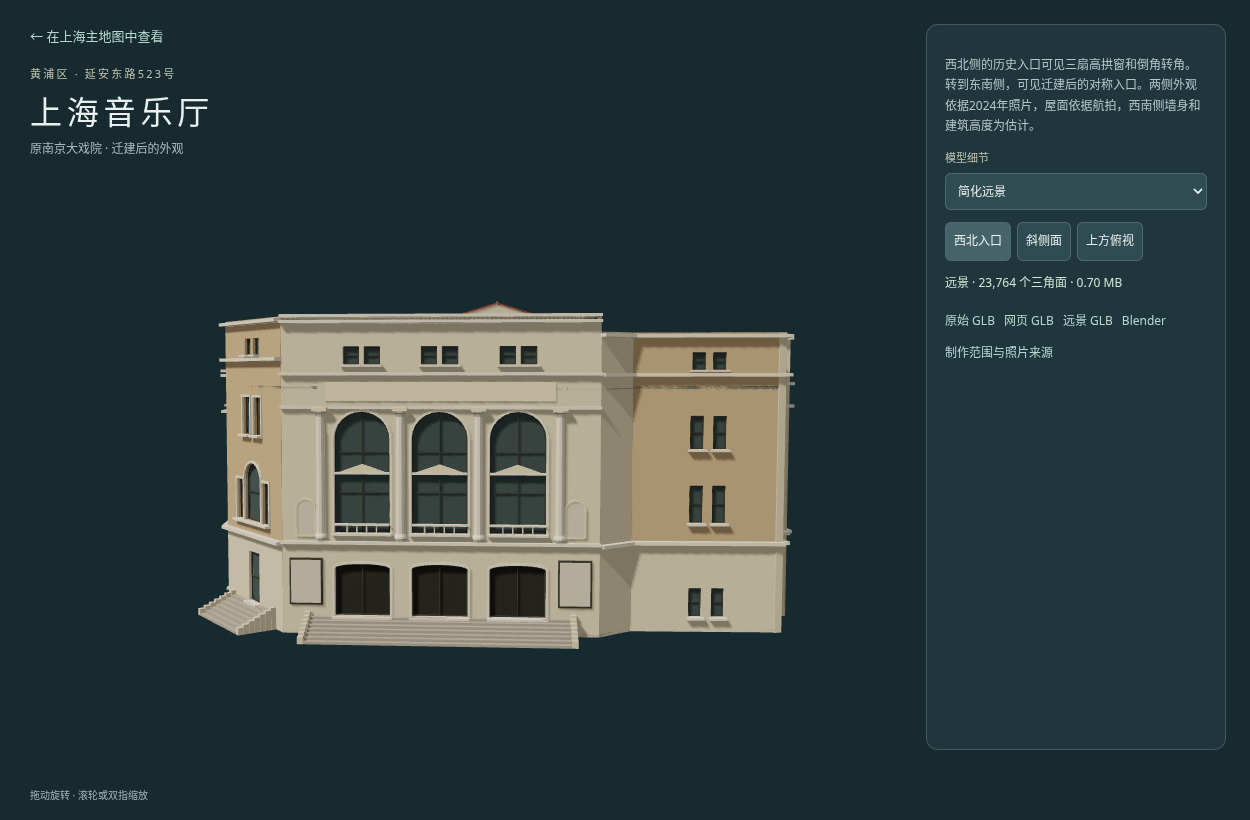 ← 在上海主地图中查看
黄浦区 · 延安东路523号
上海音乐厅
原南京大戏院 · 迁建后的外观
西北侧的历史入口可见三扇高拱窗和倒角转角。
转到东南侧，可见迁建后的对称入口。两侧外观
依据2024年照片，屋面依据航拍，西南侧墙身和
建筑高度为估计。
模型细节
简化远景
西北入口 斜侧面 上方俯视
远景 · 23,764 个三角面 · 0.70 MB
原始 GLB 网页 GLB 远景 GLB Blender
制作范围与照片来源
拖动旋转 · 滚轮或双指缩放